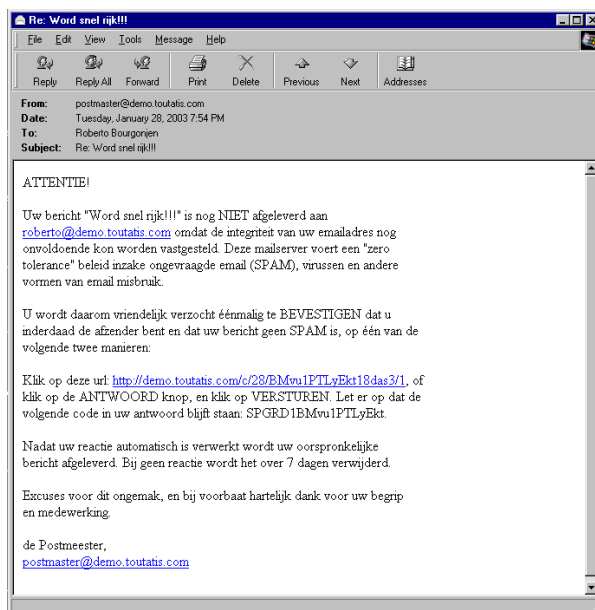 Re: Word snel rijk!!!
File Edit View Tools Message Help
Reply Reply All Forward Print Delete Previous Next Addresses
From: postmaster@demo.toutatis.com
Date: Tuesday, January 28, 2003 7:54 PM
To: Roberto Bourgonjen
Subject: Re: Word snel rijk!!!
ATTENTIE!
Uw bericht "Word snel rijk!!!" is nog NIET afgeleverd aan
roberto@demo.toutatis.com omdat de integriteit van uw emailadres nog
onvoldoende kon worden vastgesteld. Deze mailserver voert een "zero
tolerance" beleid inzake ongevraagde email (SPAM), virussen en andere
vormen van email misbruik.
U wordt daarom vriendelijk verzocht éénmalig te BEVESTIGEN dat u
inderdaad de afzender bent en dat uw bericht geen SPAM is, op één van de
volgende twee manieren:
Klik op deze url: http://demo.toutatis.com/c/28/BMvu1PTLyEkt18das3/1, of
klik op de ANTWOORD knop, en klik op VERSTUREN. Let er op dat de
volgende code in uw antwoord blijft staan: SPGRD1BMvu1PTLyEkt.
Nadat uw reactie automatisch is verwerkt wordt uw oorspronkelijke
bericht afgeleverd. Bij geen reactie wordt het over 7 dagen verwijderd.
Excuses voor dit ongemak, en bij voorbaat hartelijk dank voor uw begrip
en medewerking.
de Postmeester,
postmaster@demo.toutatis.com